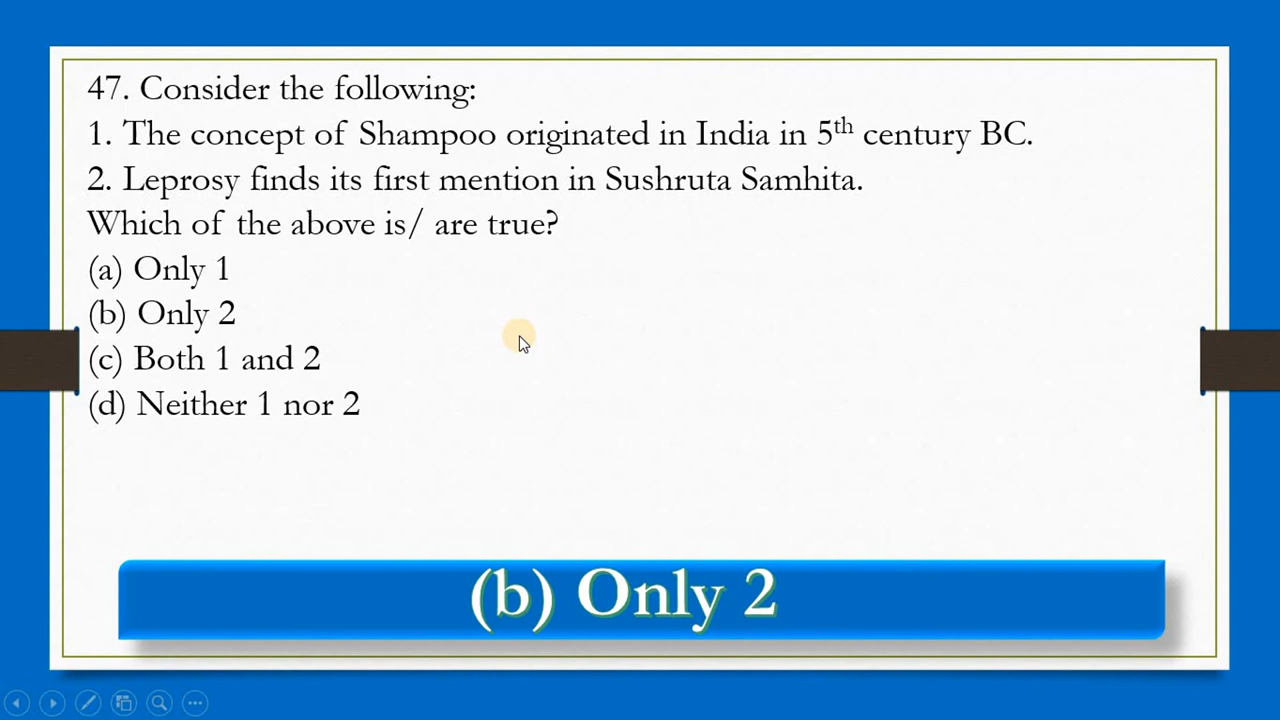 47. Consider the following:
1. The concept of Shampoo originated in India in 5th century BC.
2. Leprosy finds its first mention in Sushruta Samhita.
Which of the above is/ are true?
(a) Only 1
(b) Only 2
(c) Both 1 and 2
(d) Neither 1 nor 2
(b) Only 2